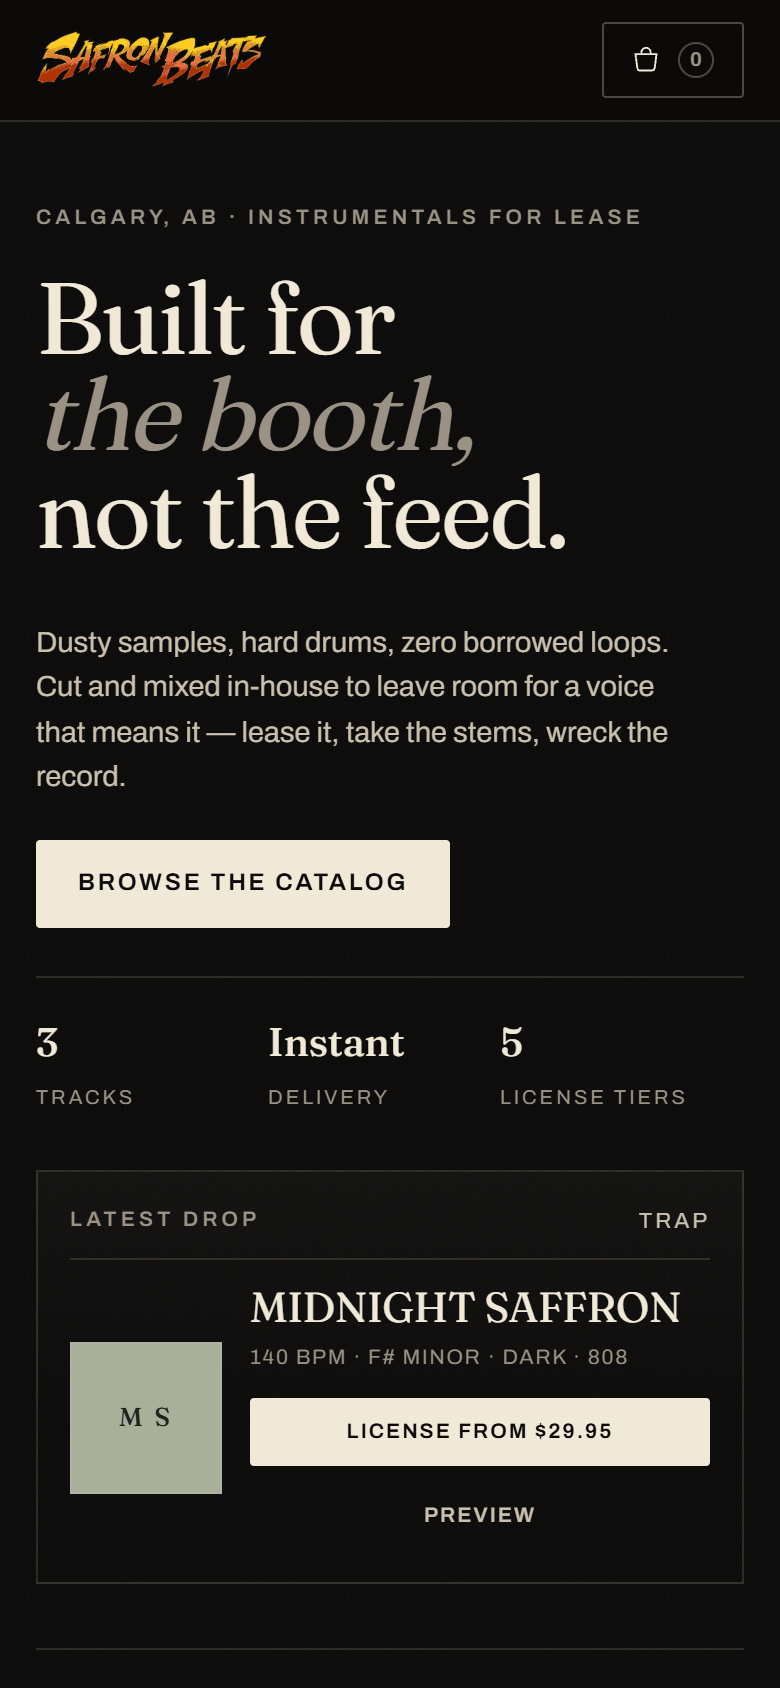 SAFRONBEATS
0
CALGARY, AB · INSTRUMENTALS FOR LEASE
Built for
the booth,
not the feed.
Dusty samples, hard drums, zero borrowed loops.
Cut and mixed in-house to leave room for a voice
that means it — lease it, take the stems, wreck the
record.
BROWSE THE CATALOG
3
TRACKS
Instant
DELIVERY
5
LICENSE TIERS
LATEST DROP
TRAP
MIDNIGHT SAFFRON
140 BPM · F# MINOR · DARK · 808
M S
LICENSE FROM $29.95
PREVIEW